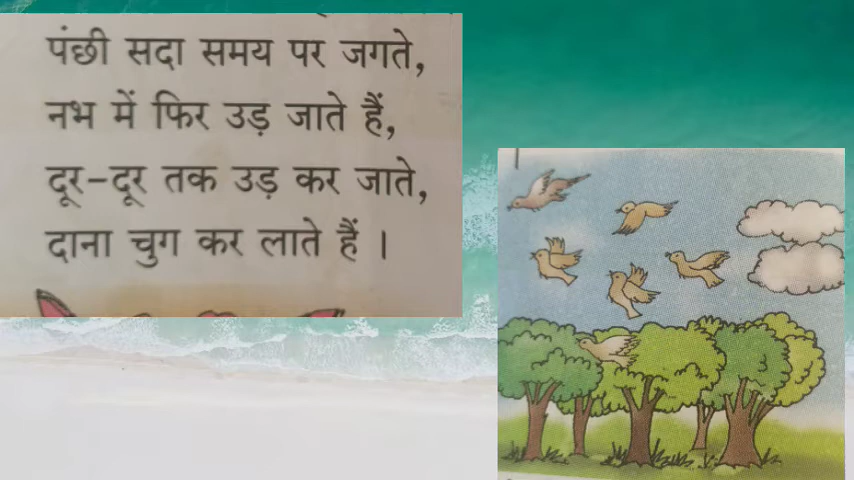 पंछी सदा समय पर जगते,
नभ में फिर उड़ जाते हैं,
दूर-दूर तक उड़ कर जाते,
दाना चुग कर लाते हैं ।